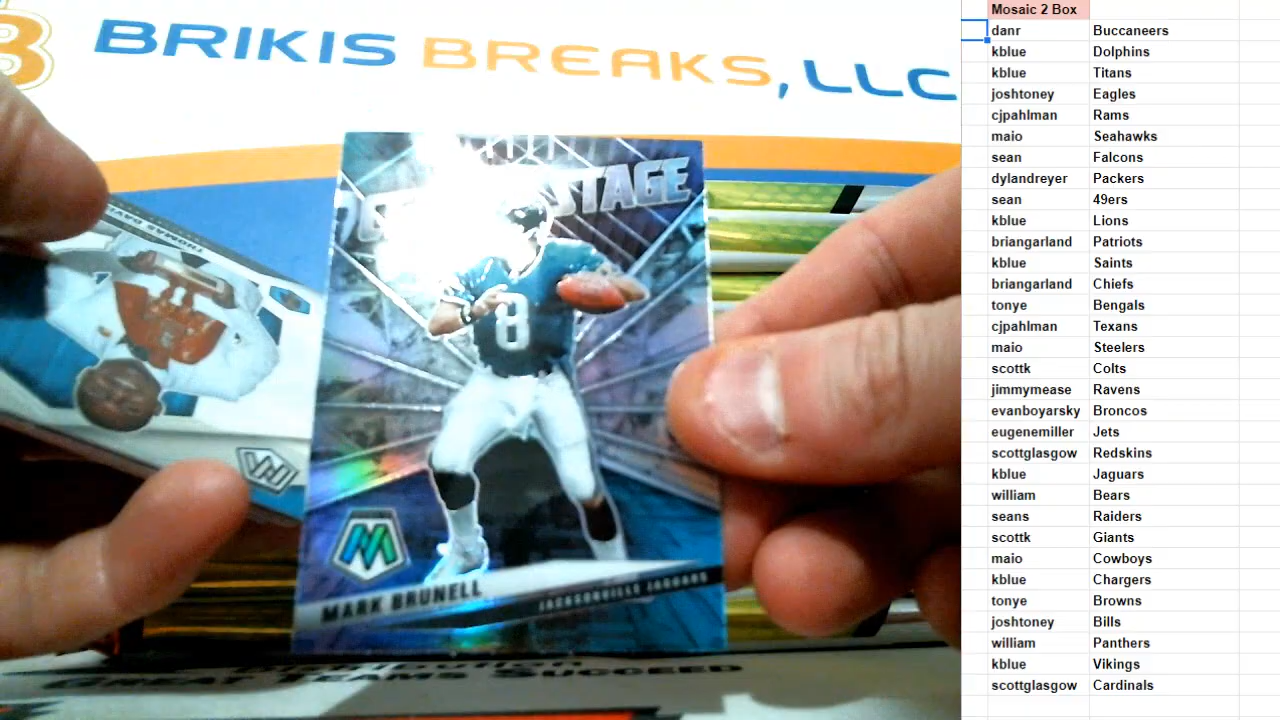 BRIKIS BREAKS, LLC
STAGE
8
MARK BRUNELL
JACKSONVILLE JAGUARS
GREAT TEAMS SUCCEED
Mosaic 2 Box
danr Buccaneers
kblue Dolphins
kblue Titans
joshtoney Eagles
cjpahlman Rams
maio Seahawks
sean Falcons
dylandreyer Packers
sean 49ers
kblue Lions
briangarland Patriots
kblue Saints
briangarland Chiefs
tonye Bengals
cjpahlman Texans
maio Steelers
scottk Colts
jimmymease Ravens
evanboyarsky Broncos
eugenemiller Jets
scottglasgow Redskins
kblue Jaguars
william Bears
seans Raiders
scottk Giants
maio Cowboys
kblue Chargers
tonye Browns
joshtoney Bills
william Panthers
kblue Vikings
scottglasgow Cardinals